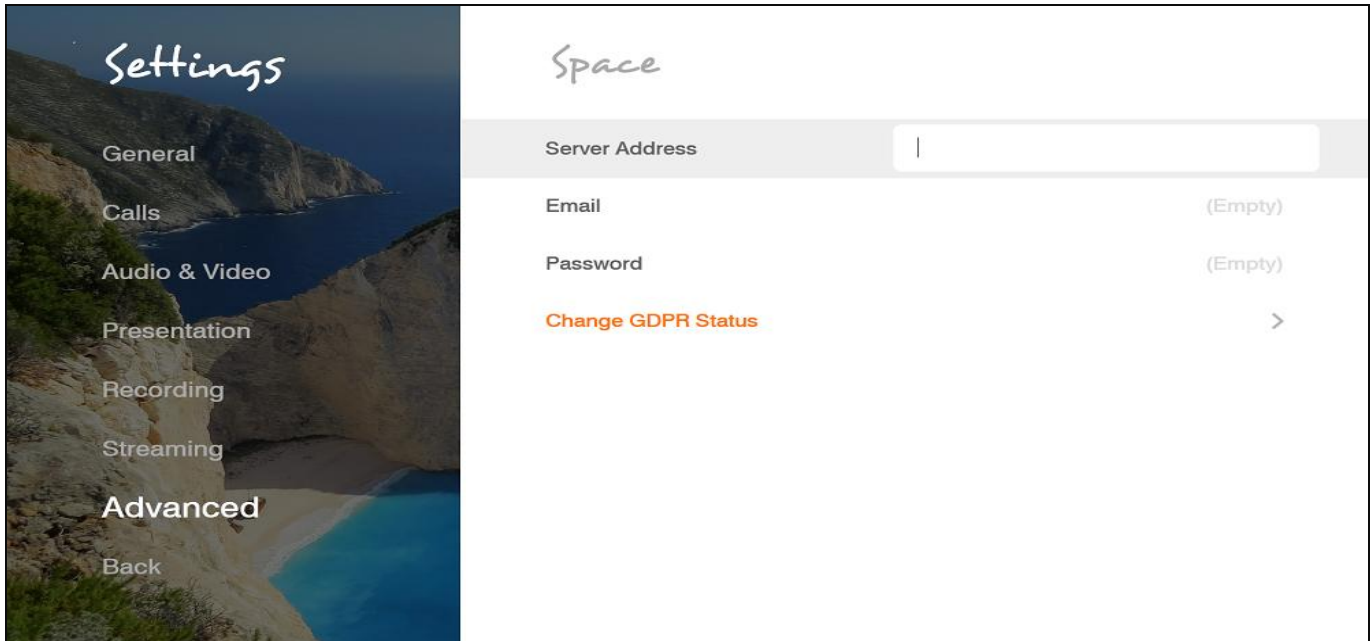 Settings
General
Calls
Audio & Video
Presentation
Recording
Streaming
Advanced
Back
Space
Server Address
Email (Empty)
Password (Empty)
Change GDPR Status >